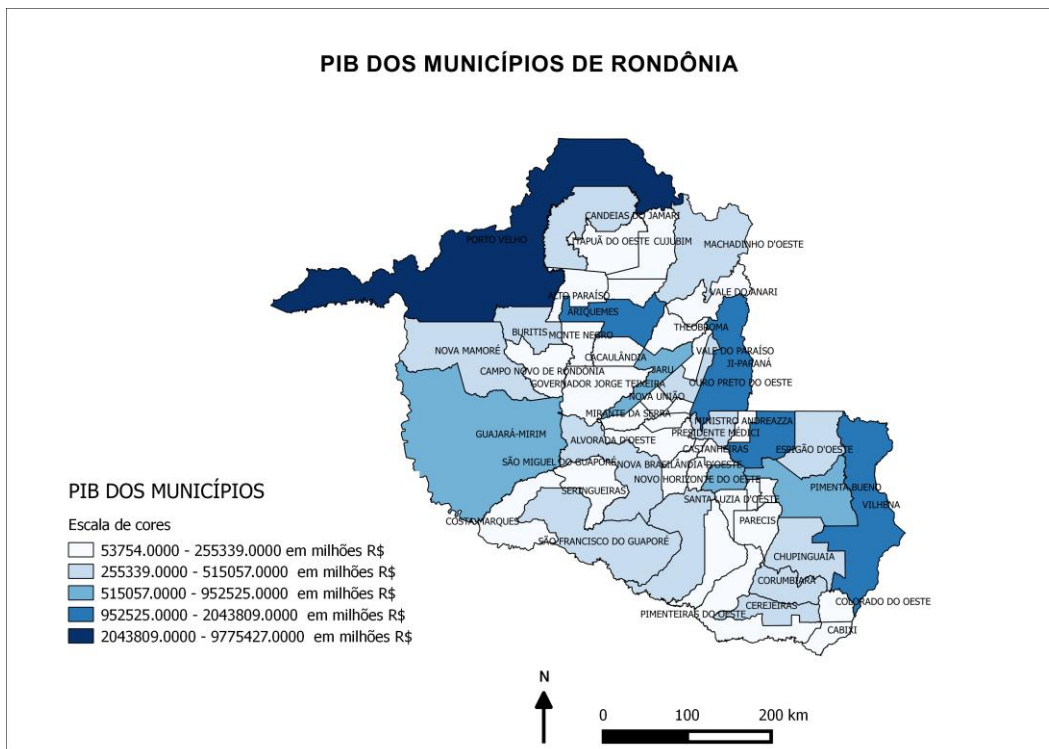 PIB DOS MUNICÍPIOS DE RONDÔNIA
CANDEIAS DO JAMARI
PORTO VELHO
ITAPUÃ DO OESTE
CUJUBIM
MACHADINHO D'OESTE
ALTO PARAÍSO
VALE DO ANARI
ARIQUEMES
BURITIS
MONTE NEGRO
THEOBROMA
NOVA MAMORÉ
CACAULÂNDIA
VALE DO PARAÍSO
JI-PARANÁ
CAMPO NOVO DE RONDÔNIA
JARU
GOVERNADOR JORGE TEIXEIRA
OURO PRETO DO OESTE
NOVA UNIÃO
MIRANTE DA SERRA
MINISTRO ANDREAZZA
GUAJARÁ-MIRIM
ALVORADA D'OESTE
PRESIDENTE MÉDICI
CASTANHEIRAS
ESPIGÃO D'OESTE
SÃO MIGUEL DO GUAPORÉ
NOVA BRASILÂNDIA D'OESTE
NOVO HORIZONTE DO OESTE
PIMENTA BUENO
SERINGUEIRAS
SANTA LUZIA D'OESTE
VILHENA
COSTA MARQUES
PARECIS
SÃO FRANCISCO DO GUAPORÉ
CHUPINGUAIA
CORUMBIARA
CEREJEIRAS
COLORADO DO OESTE
PIMENTEIRAS DO OESTE
CABIXI
PIB DOS MUNICÍPIOS
Escala de cores
53754.0000 - 255339.0000 em milhões R$
255339.0000 - 515057.0000 em milhões R$
515057.0000 - 952525.0000 em milhões R$
952525.0000 - 2043809.0000 em milhões R$
2043809.0000 - 9775427.0000 em milhões R$
N
0 100 200 km